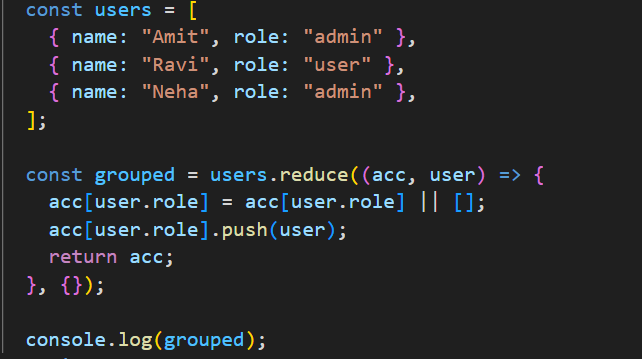 const users = [
  { name: "Amit", role: "admin" },
  { name: "Ravi", role: "user" },
  { name: "Neha", role: "admin" },
];

const grouped = users.reduce((acc, user) => {
  acc[user.role] = acc[user.role] || [];
  acc[user.role].push(user);
  return acc;
}, {});

console.log(grouped);